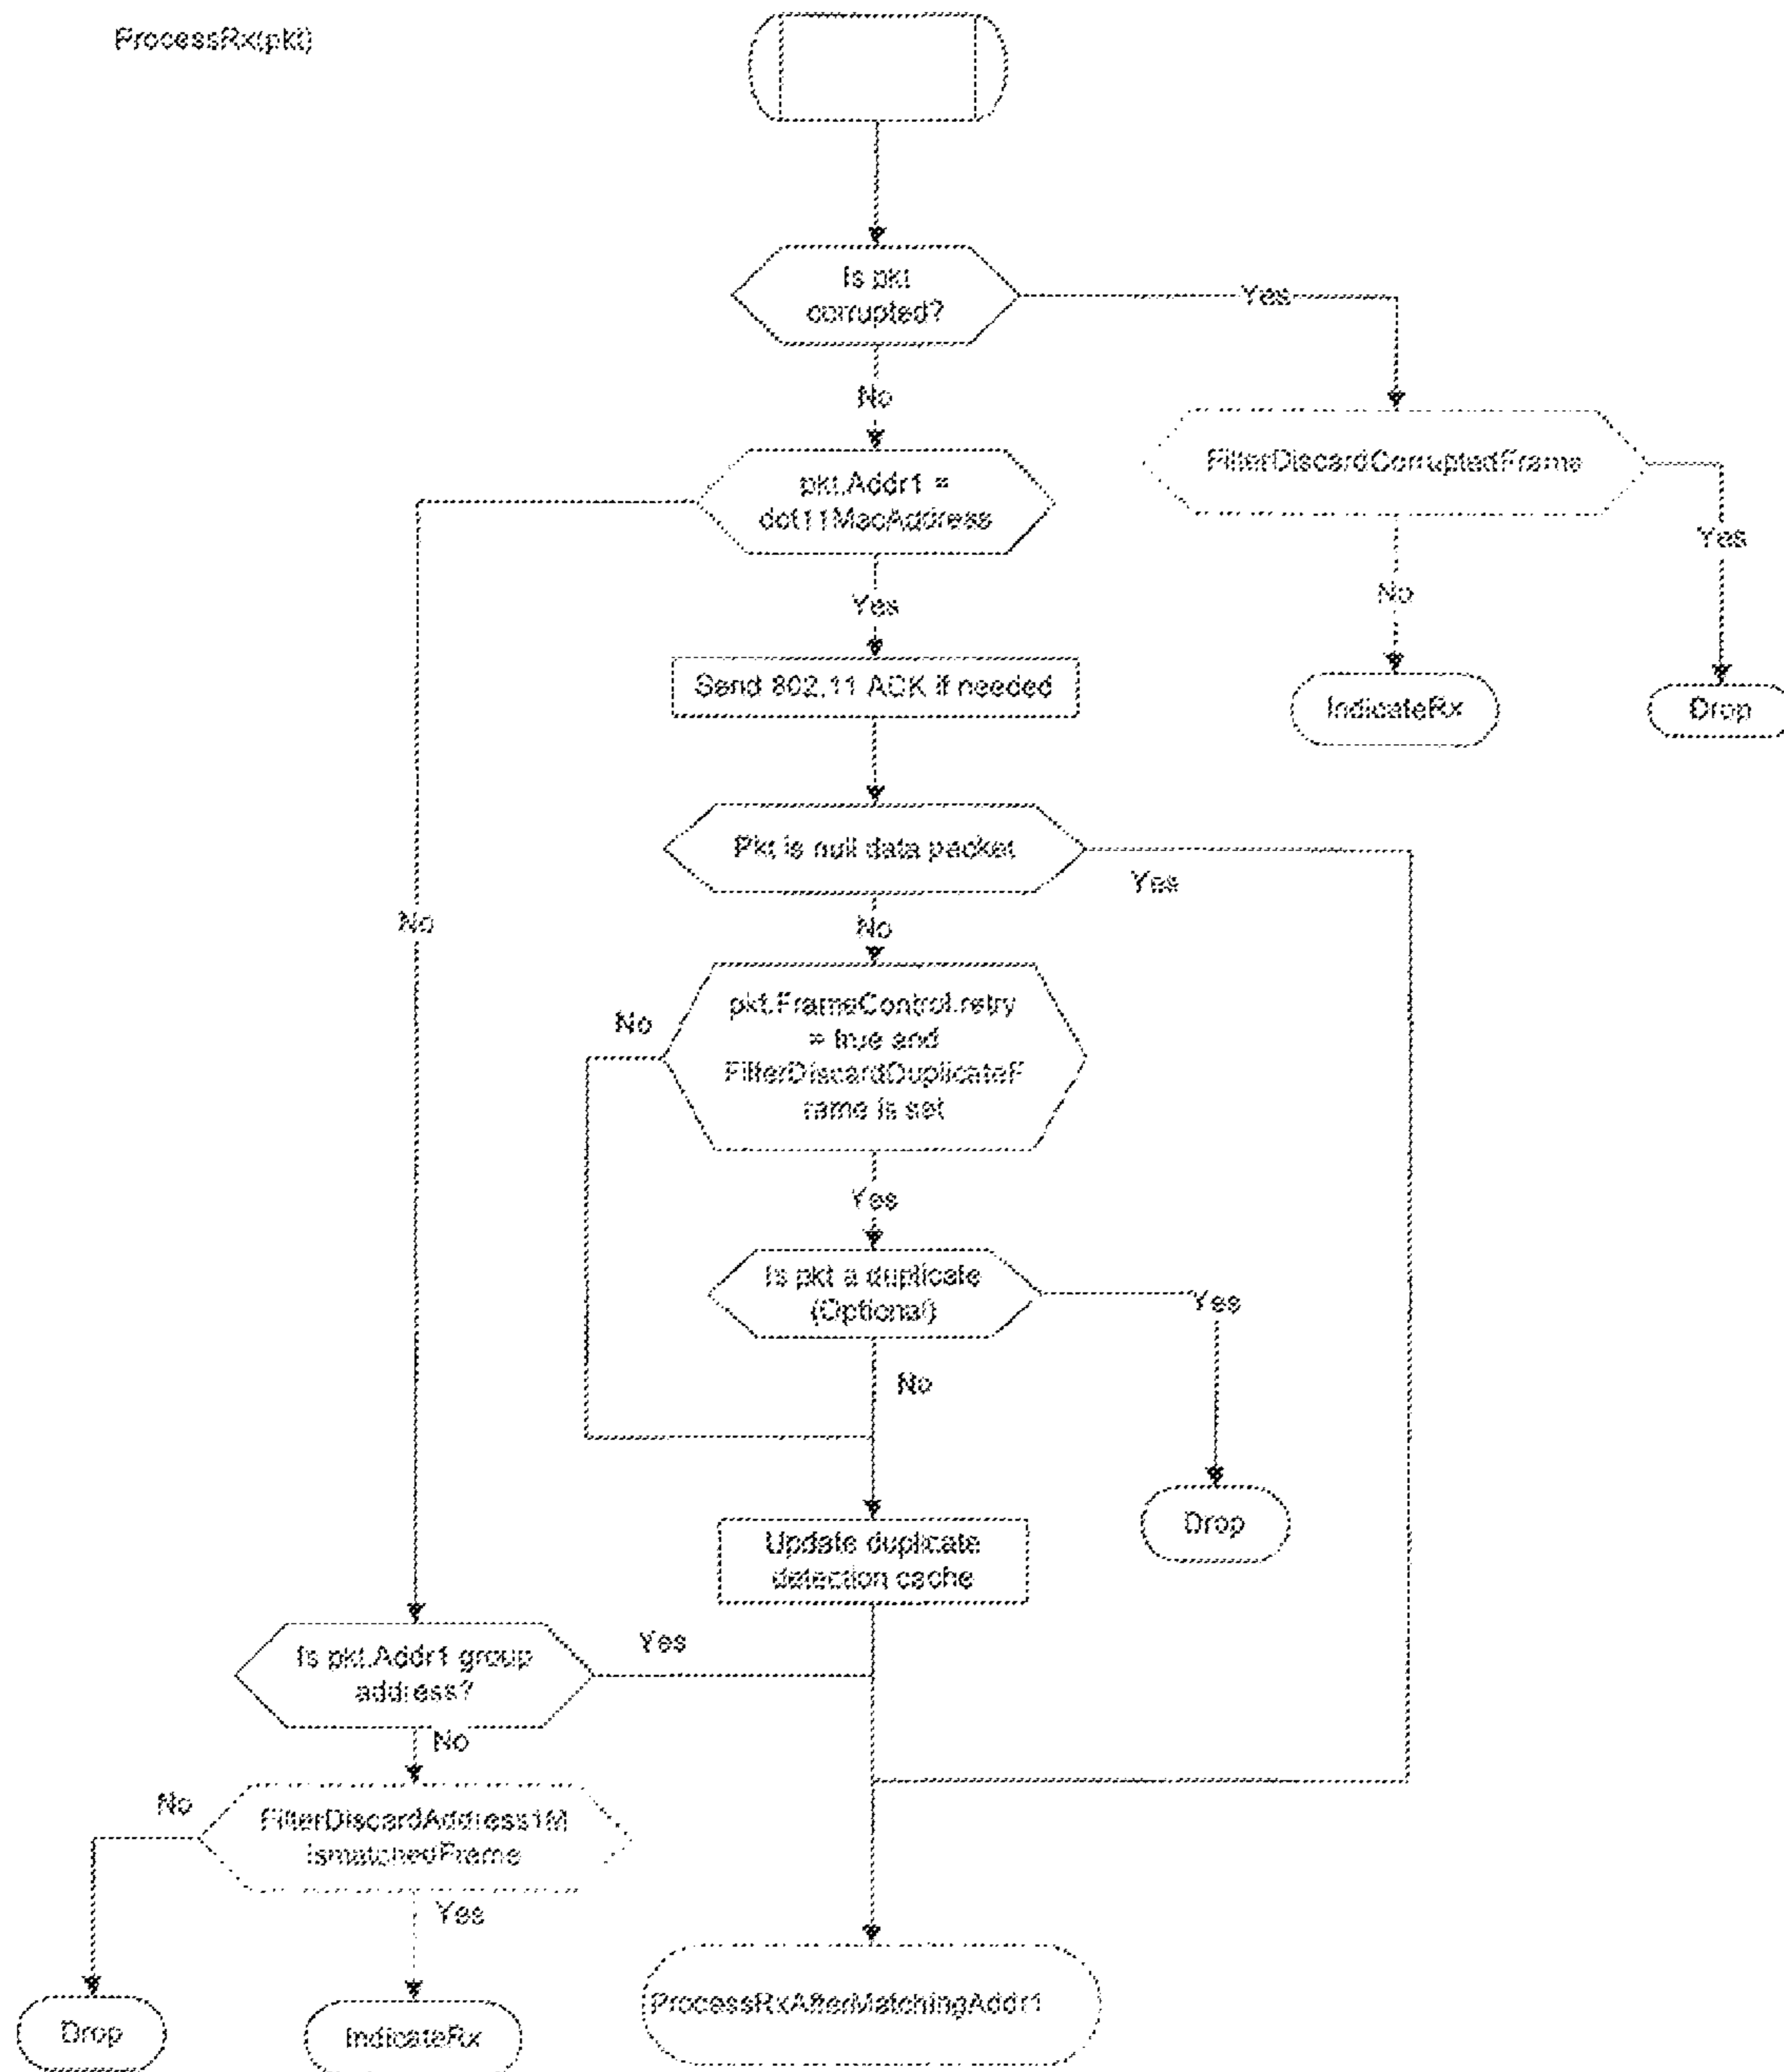 ProcessRx(pkt)
Is pkt
corrupted?
Yes
No
FilterDiscardCorruptedFrame
pkt.Addr1 =
dot11MacAddress
Yes
Yes
No
Send 802.11 ACK if needed
IndicateRx
Drop
Pkt is null data packet
Yes
No
No
pkt.FrameControl.retry
= true and
FilterDiscardDuplicateF
rame is set
No
Yes
Is pkt a duplicate
(Optional)
Yes
No
Drop
Update duplicate
detection cache
Is pkt.Addr1 group
address?
Yes
No
FilterDiscardAddress1M
ismatchedFrame
No
Yes
Drop
IndicateRx
ProcessRxAfterMatchingAddr1